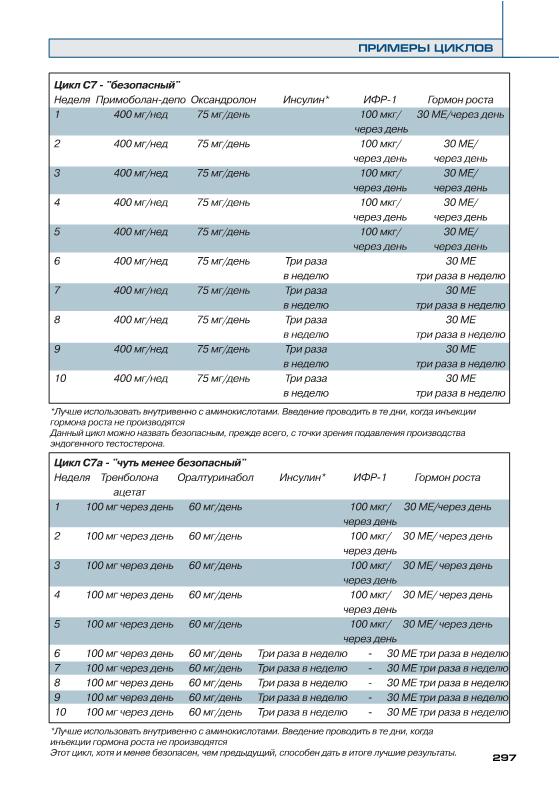 ПРИМЕРЫ ЦИКЛОВ
Цикл С7 - "безопасный"
Неделя Примоболан-депо Оксандролон Инсулин* ИФР-1 Гормон роста
1 400 мг/нед 75 мг/день 100 мкг/ 30 МЕ/через день
через день
2 400 мг/нед 75 мг/день 100 мкг/ 30 МЕ/
через день через день
3 400 мг/нед 75 мг/день 100 мкг/ 30 МЕ/
через день через день
4 400 мг/нед 75 мг/день 100 мкг/ 30 МЕ/
через день через день
5 400 мг/нед 75 мг/день 100 мкг/ 30 МЕ/
через день через день
6 400 мг/нед 75 мг/день Три раза 30 МЕ
в неделю три раза в неделю
7 400 мг/нед 75 мг/день Три раза 30 МЕ
в неделю три раза в неделю
8 400 мг/нед 75 мг/день Три раза 30 МЕ
в неделю три раза в неделю
9 400 мг/нед 75 мг/день Три раза 30 МЕ
в неделю три раза в неделю
10 400 мг/нед 75 мг/день Три раза 30 МЕ
в неделю три раза в неделю
*Лучше использовать внутривенно с аминокислотами. Введение проводить в те дни, когда инъекции
гормона роста не производятся
Данный цикл можно назвать безопасным, прежде всего, с точки зрения подавления производства
эндогенного тестостерона.
Цикл С7а - "чуть менее безопасный"
Неделя Тренболона Оралтуринабол Инсулин* ИФР-1 Гормон роста
ацетат
1 100 мг через день 60 мг/день 100 мкг/ 30 МЕ/через день
через день
2 100 мг через день 60 мг/день 100 мкг/ 30 МЕ/ через день
через день
3 100 мг через день 60 мг/день 100 мкг/ 30 МЕ/ через день
через день
4 100 мг через день 60 мг/день 100 мкг/ 30 МЕ/ через день
через день
5 100 мг через день 60 мг/день 100 мкг/ 30 МЕ/ через день
через день
6 100 мг через день 60 мг/день Три раза в неделю - 30 МЕ три раза в неделю
7 100 мг через день 60 мг/день Три раза в неделю - 30 МЕ три раза в неделю
8 100 мг через день 60 мг/день Три раза в неделю - 30 МЕ три раза в неделю
9 100 мг через день 60 мг/день Три раза в неделю - 30 МЕ три раза в неделю
10 100 мг через день 60 мг/день Три раза в неделю - 30 МЕ три раза в неделю
*Лучше использовать внутривенно с аминокислотами. Введение проводить в те дни, когда
инъекции гормона роста не производятся
Этот цикл, хотя и менее безопасен, чем предыдущий, способен дать в итоге лучшие результаты.
297